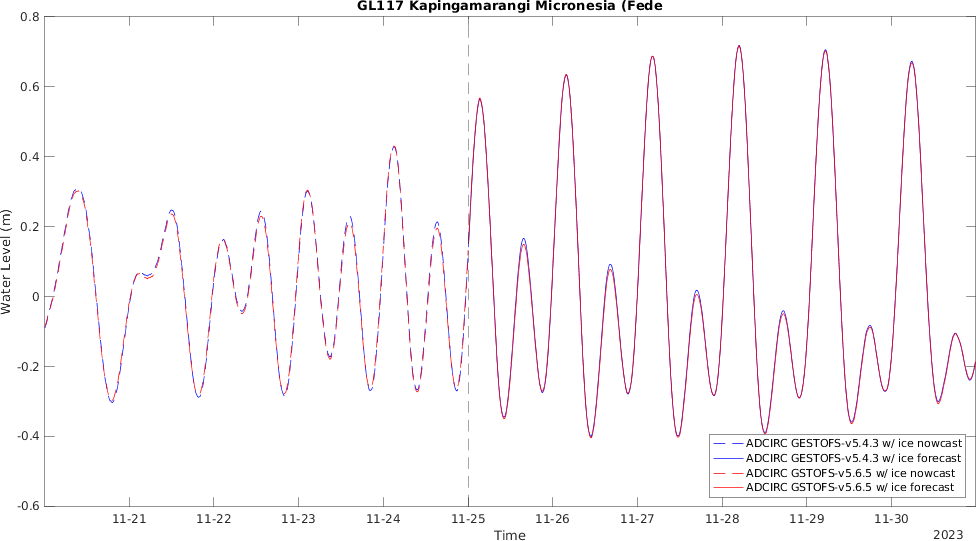 GL117 Kapingamarangi Micronesia (Fede
0.8
0.6
0.4
0.2
0
-0.2
-0.4
-0.6
Water Level (m)
ADCIRC GESTOFS-v5.4.3 w/ ice nowcast
ADCIRC GESTOFS-v5.4.3 w/ ice forecast
ADCIRC GSTOFS-v5.6.5 w/ ice nowcast
ADCIRC GSTOFS-v5.6.5 w/ ice forecast
11-21 11-22 11-23 11-24 11-25 11-26 11-27 11-28 11-29 11-30
Time
2023